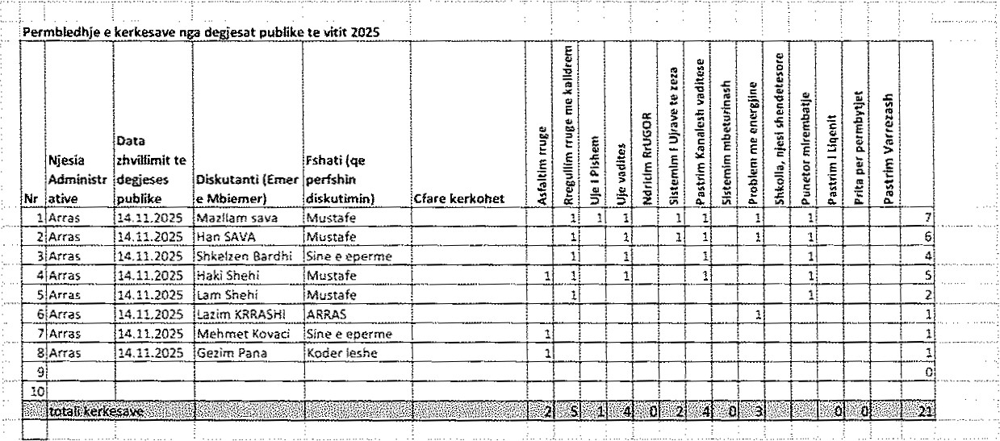 Permbledhje e kerkesave nga degjesat publike te vitit 2025
Nr Njesia Administrative Data zhvillimit te degjeses publike Diskutanti (Emer e Mbiemer) Fshati (qe perfshin diskutimin) Cfare kerkohet Asfaltim rruge Rregullim rruge me kalldrem Uje I Pishem Uje vadites Ndricim RrUGOR Sistemim I Ujrave te zeza Pastrim Kanalesh vaditese Sistemim mbeturinash Problem me energjine Shkolla, njesi shendetesore Punetor mirembatje Pastrim I Liqenit Prita per permbytjet Pastrim Varrezash
1 Arras 14.11.2025 Mazllam sava Mustafe 1 1 1 1 1 1 1 7
2 Arras 14.11.2025 Han SAVA Mustafe 1 1 1 1 1 1 6
3 Arras 14.11.2025 Shkelzen Bardhi Sine e eperme 1 1 1 1 4
4 Arras 14.11.2025 Haki Shehi Mustafe 1 1 1 1 1 5
5 Arras 14.11.2025 Lam Shehi Mustafe 1 1 2
6 Arras 14.11.2025 Lazim KRRASHI ARRAS 1 1
7 Arras 14.11.2025 Mehmet Kovaci Sine e eperme 1 1
8 Arras 14.11.2025 Gezim Pana Koder leshe 1 1
9 0
10
totali kerkesave 2 5 1 4 0 2 4 0 3 0 0 21